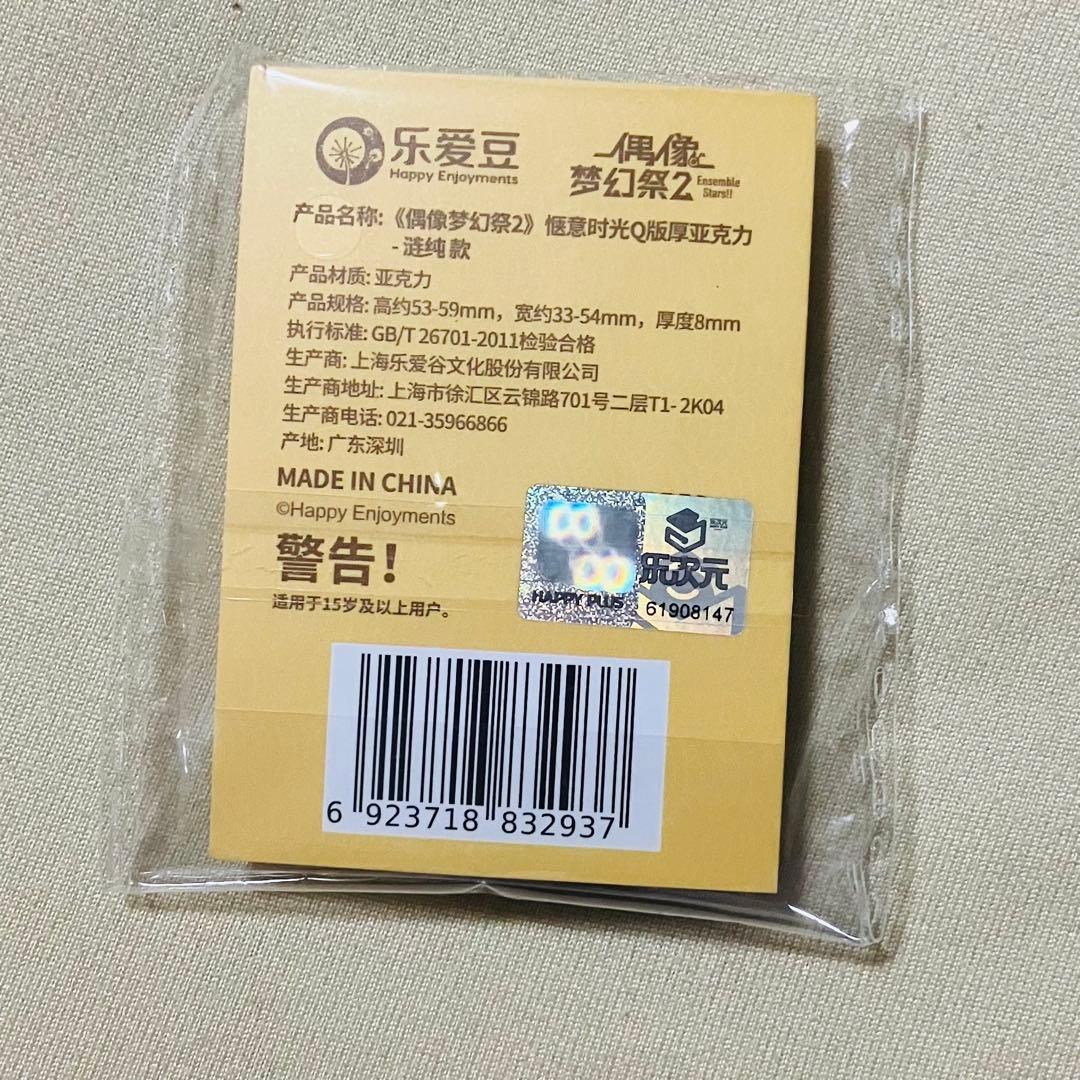 乐爱豆
Happy Enjoyments
偶像
梦幻祭2
Ensemble
Stars!!
产品名称:《偶像梦幻祭2》惬意时光Q版厚亚克力
- 涟纯 款
产品材质: 亚克力
产品规格: 高约53-59mm，宽约33-54mm，厚度8mm
执行标准: GB/T 26701-2011检验合格
生产商: 上海乐爱谷文化股份有限公司
生产商地址: 上海市徐汇区云锦路701号二层T1- 2K04
生产商电话: 021-35966866
产地: 广东深圳
MADE IN CHINA
©Happy Enjoyments
警告！
适用于15岁及以上用户。
HAPPY PLUS
乐次元
61908147
6 923718 832937